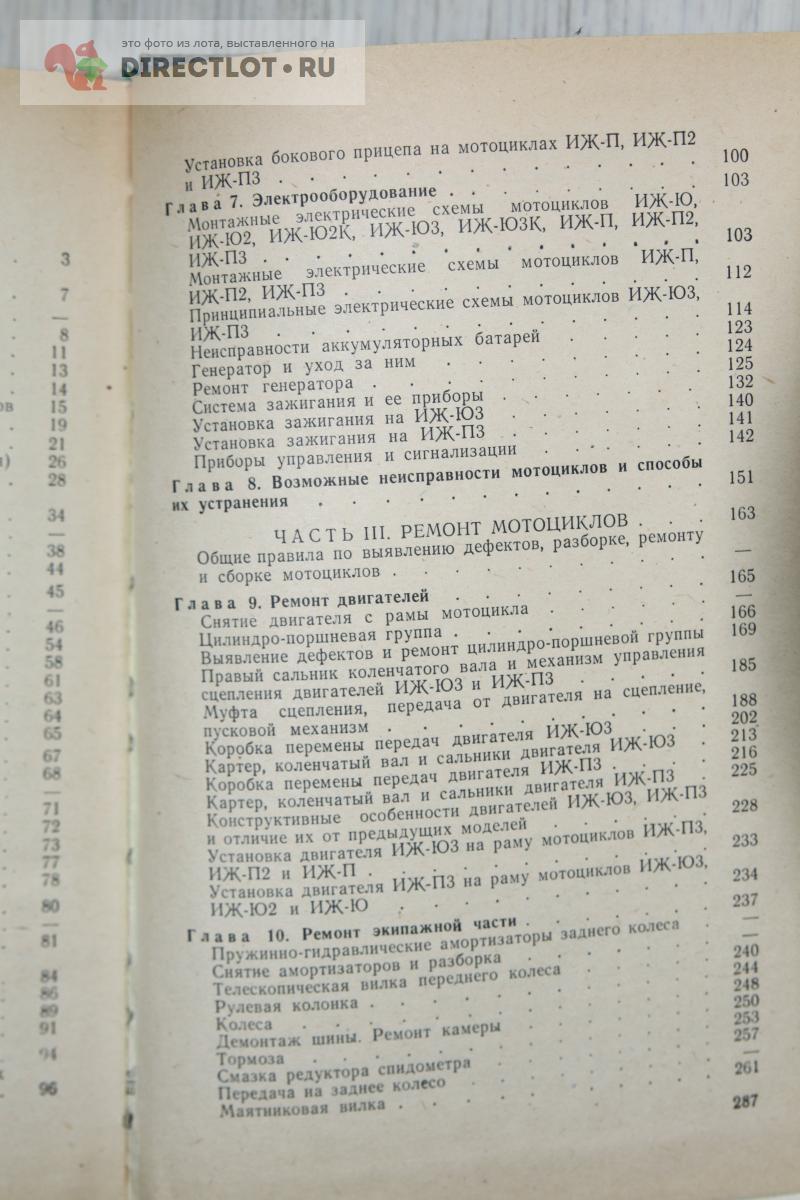 это фото из лота, выставленного на
DIRECTLOT.RU
3
7
—
8
11
13
14
15
19
21
26
28
34
—
38
44
45
—
46
54
58
61
63
64
65
67
68
—
71
72
73
77
78
80
—
81
84
86
89
91
94
96
Установка бокового прицепа на мотоциклах ИЖ-П, ИЖ-П2
и ИЖ-П3 . . . . . . . . . . 100
Глава 7. Электрооборудование . . . . . . 103
Монтажные электрические схемы мотоциклов ИЖ-Ю,
ИЖ-Ю2, ИЖ-Ю2К, ИЖ-Ю3, ИЖ-Ю3К, ИЖ-П, ИЖ-П2,
ИЖ-П3 . . . . . . . . . . 103
Монтажные электрические схемы мотоциклов ИЖ-П,
ИЖ-П2, ИЖ-П3 . . . . . . . . 112
Принципиальные электрические схемы мотоциклов ИЖ-Ю3,
ИЖ-П3 . . . . . . . . . . 114
Неисправности аккумуляторных батарей . . . . 123
Генератор и уход за ним . . . . . . . 124
Ремонт генератора . . . . . . . . 125
Система зажигания и ее приборы . . . . . 132
Установка зажигания на ИЖ-Ю3 . . . . . 140
Установка зажигания на ИЖ-П3 . . . . . 141
Приборы управления и сигнализации . . . . 142
Глава 8. Возможные неисправности мотоциклов и способы
их устранения . . . . . . . . . 151
ЧАСТЬ III. РЕМОНТ МОТОЦИКЛОВ . . . 163
Общие правила по выявлению дефектов, разборке, ремонту
и сборке мотоциклов . . . . . . . . —
Глава 9. Ремонт двигателей . . . . . . 165
Снятие двигателя с рамы мотоцикла . . . . —
Цилиндро-поршневая группа . . . . . . 166
Выявление дефектов и ремонт цилиндро-поршневой группы 169
Правый сальник коленчатого вала и механизм управления
сцепления двигателей ИЖ-Ю3 и ИЖ-П3 . . . . 185
Муфта сцепления, передача от двигателя на сцепление,
пусковой механизм . . . . . . . . 188
Коробка перемены передач двигателя ИЖ-Ю3 . . . 202
Картер, коленчатый вал и сальники двигателя ИЖ-Ю3 . 213
Коробка перемены передач двигателя ИЖ-П3 . . . 216
Картер, коленчатый вал и сальники двигателя ИЖ-П3 . 225
Конструктивные особенности двигателей ИЖ-Ю3, ИЖ-П3
и отличие их от предыдущих моделей . . . . 228
Установка двигателя ИЖ-Ю3 на раму мотоциклов ИЖ-П3,
ИЖ-П2 и ИЖ-П . . . . . . . . 233
Установка двигателя ИЖ-П3 на раму мотоциклов ИЖ-Ю3,
ИЖ-Ю2 и ИЖ-Ю . . . . . . . . 234
Глава 10. Ремонт экипажной части . . . . . 237
Пружинно-гидравлические амортизаторы заднего колеса . —
Снятие амортизаторов и разборка . . . . . —
Телескопическая вилка переднего колеса . . . . 240
Рулевая колонка . . . . . . . . 244
Колеса . . . . . . . . . . 248
Демонтаж шины. Ремонт камеры . . . . . 250
Тормоза . . . . . . . . . . 253
Смазка редуктора спидометра . . . . . . 257
Передача на заднее колесо . . . . . . —
Маятниковая вилка . . . . . . . . 261
287